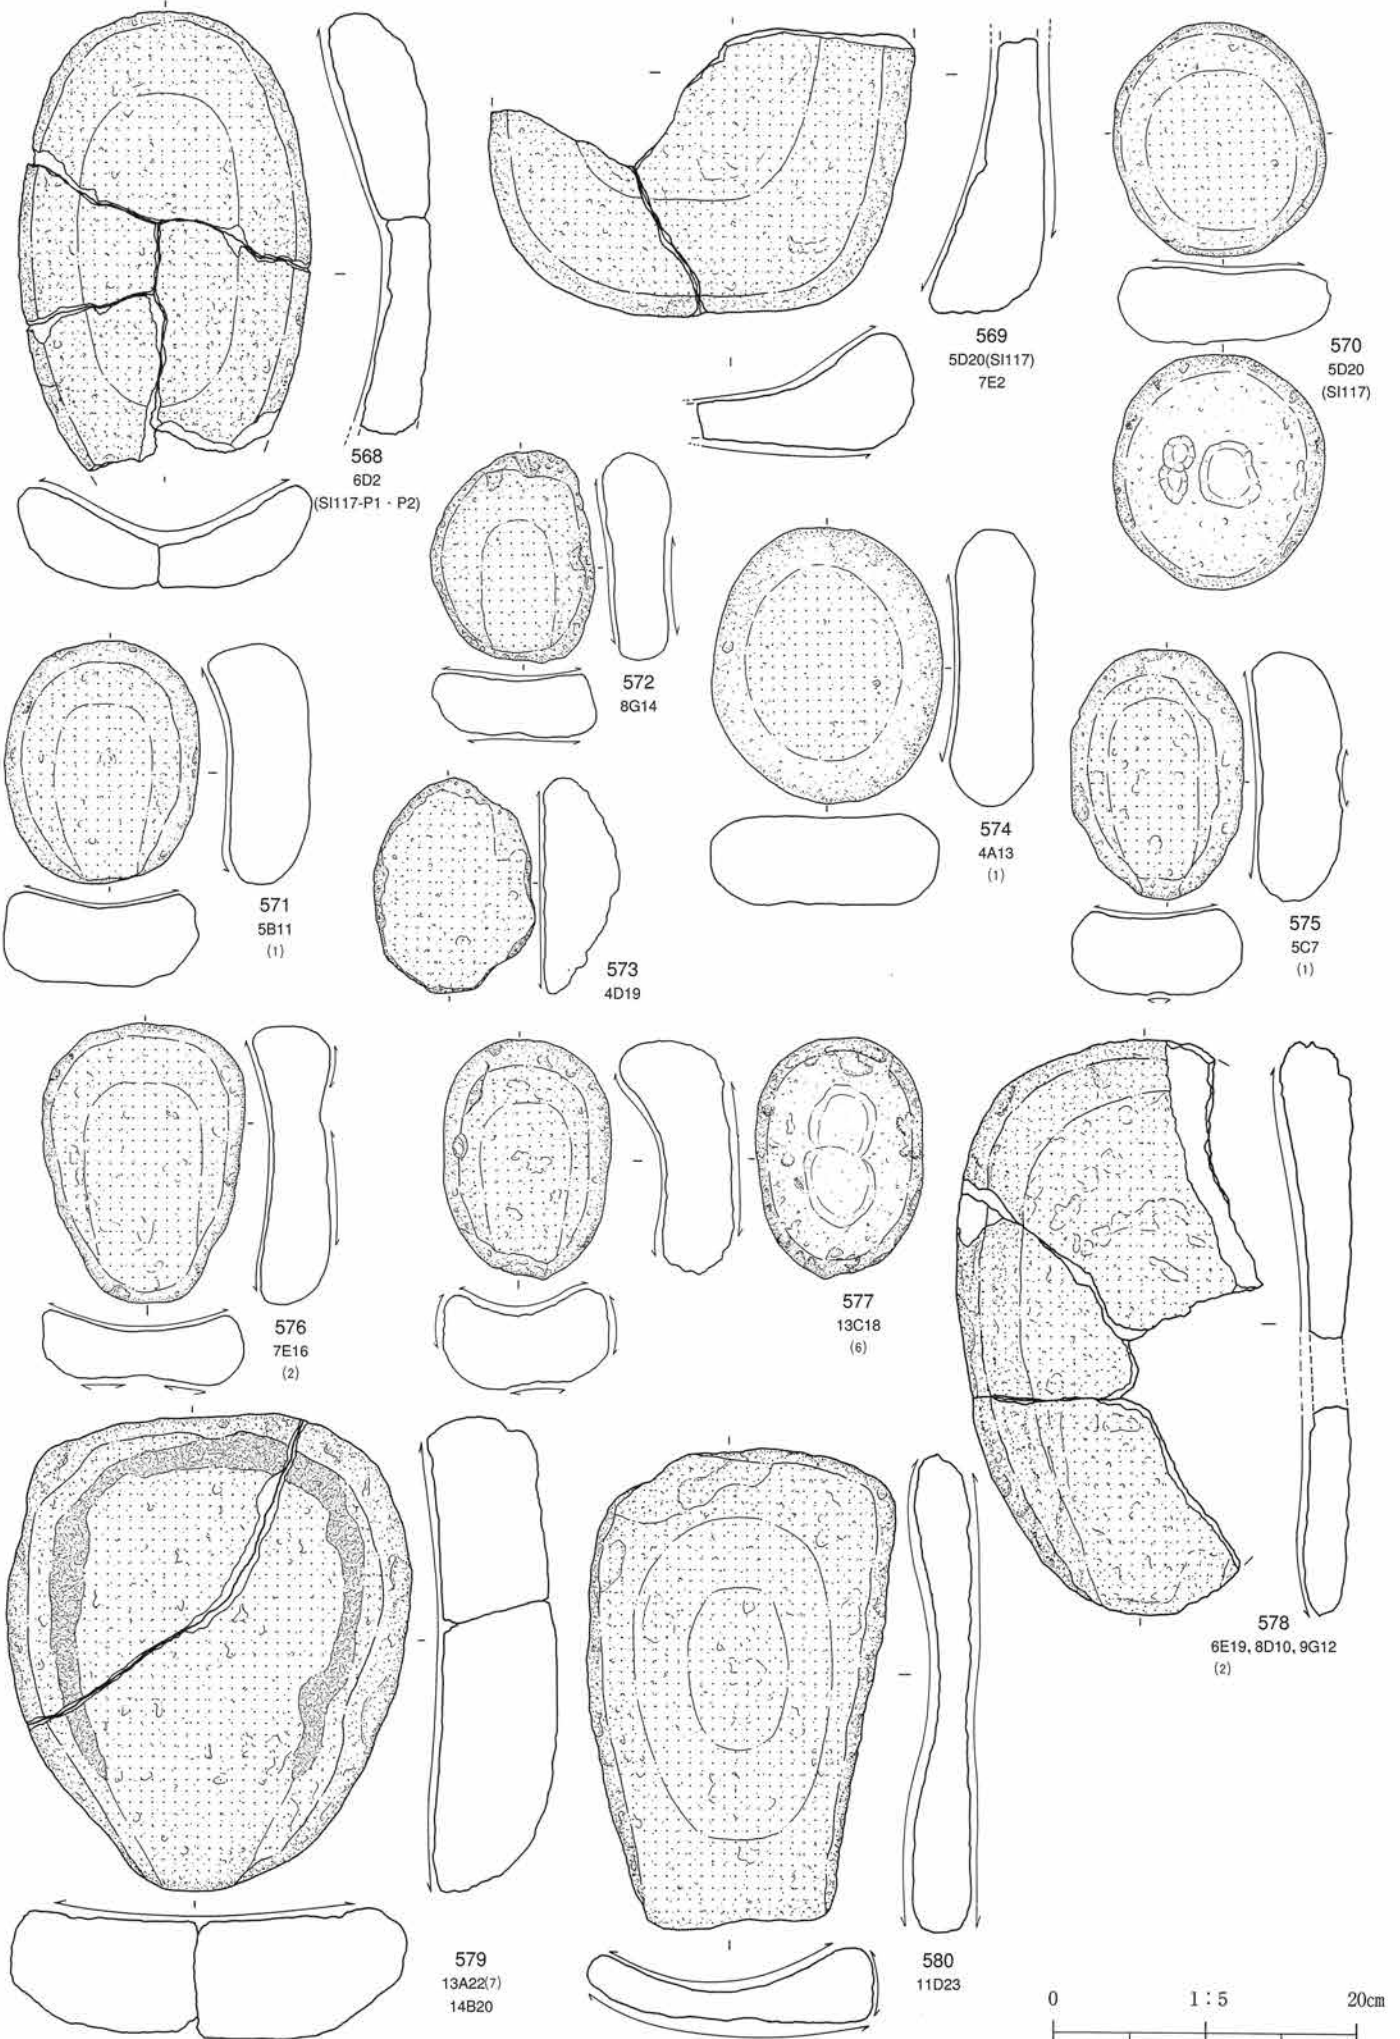 568
6D2
(SI117-P1・P2)
569
5D20(SI117)
7E2
570
5D20
(SI117)
571
5B11
(1)
572
8G14
573
4D19
574
4A13
(1)
575
5C7
(1)
576
7E16
(2)
577
13C18
(6)
578
6E19, 8D10, 9G12
(2)
579
13A22(7)
14B20
580
11D23
0 1:5 20cm